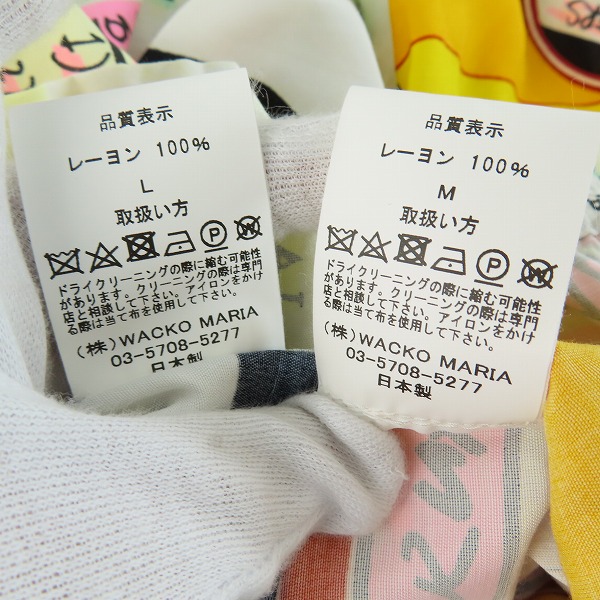 品質表示
レーヨン 100%
L
取扱い方
ドライクリーニングの際に縮む可能性
があります。クリーニングの際は専門
店と相談して下さい。アイロンをかけ
る際は当て布を使用して下さい。
(株)WACKO MARIA
03-5708-5277
日本製
品質表示
レーヨン 100%
M
取扱い方
ドライクリーニングの際に縮む可能性
があります。クリーニングの際は専門
店と相談して下さい。アイロンをかけ
る際は当て布を使用して下さい。
(株)WACKO MARIA
03-5708-5277
日本製